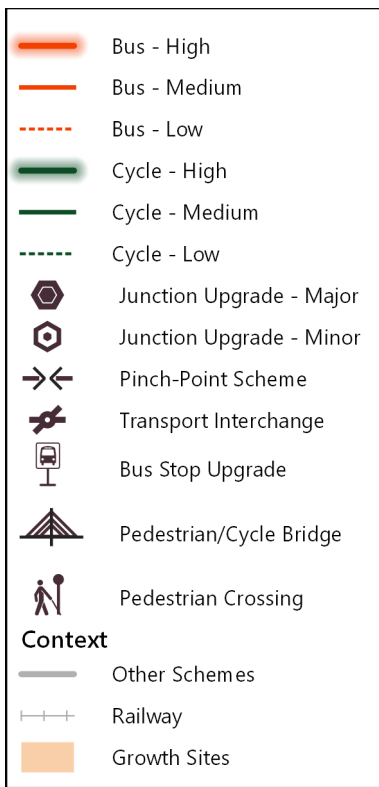 Bus - High
Bus - Medium
Bus - Low
Cycle - High
Cycle - Medium
Cycle - Low
Junction Upgrade - Major
Junction Upgrade - Minor
Pinch-Point Scheme
Transport Interchange
Bus Stop Upgrade
Pedestrian/Cycle Bridge
Pedestrian Crossing
Context
Other Schemes
Railway
Growth Sites